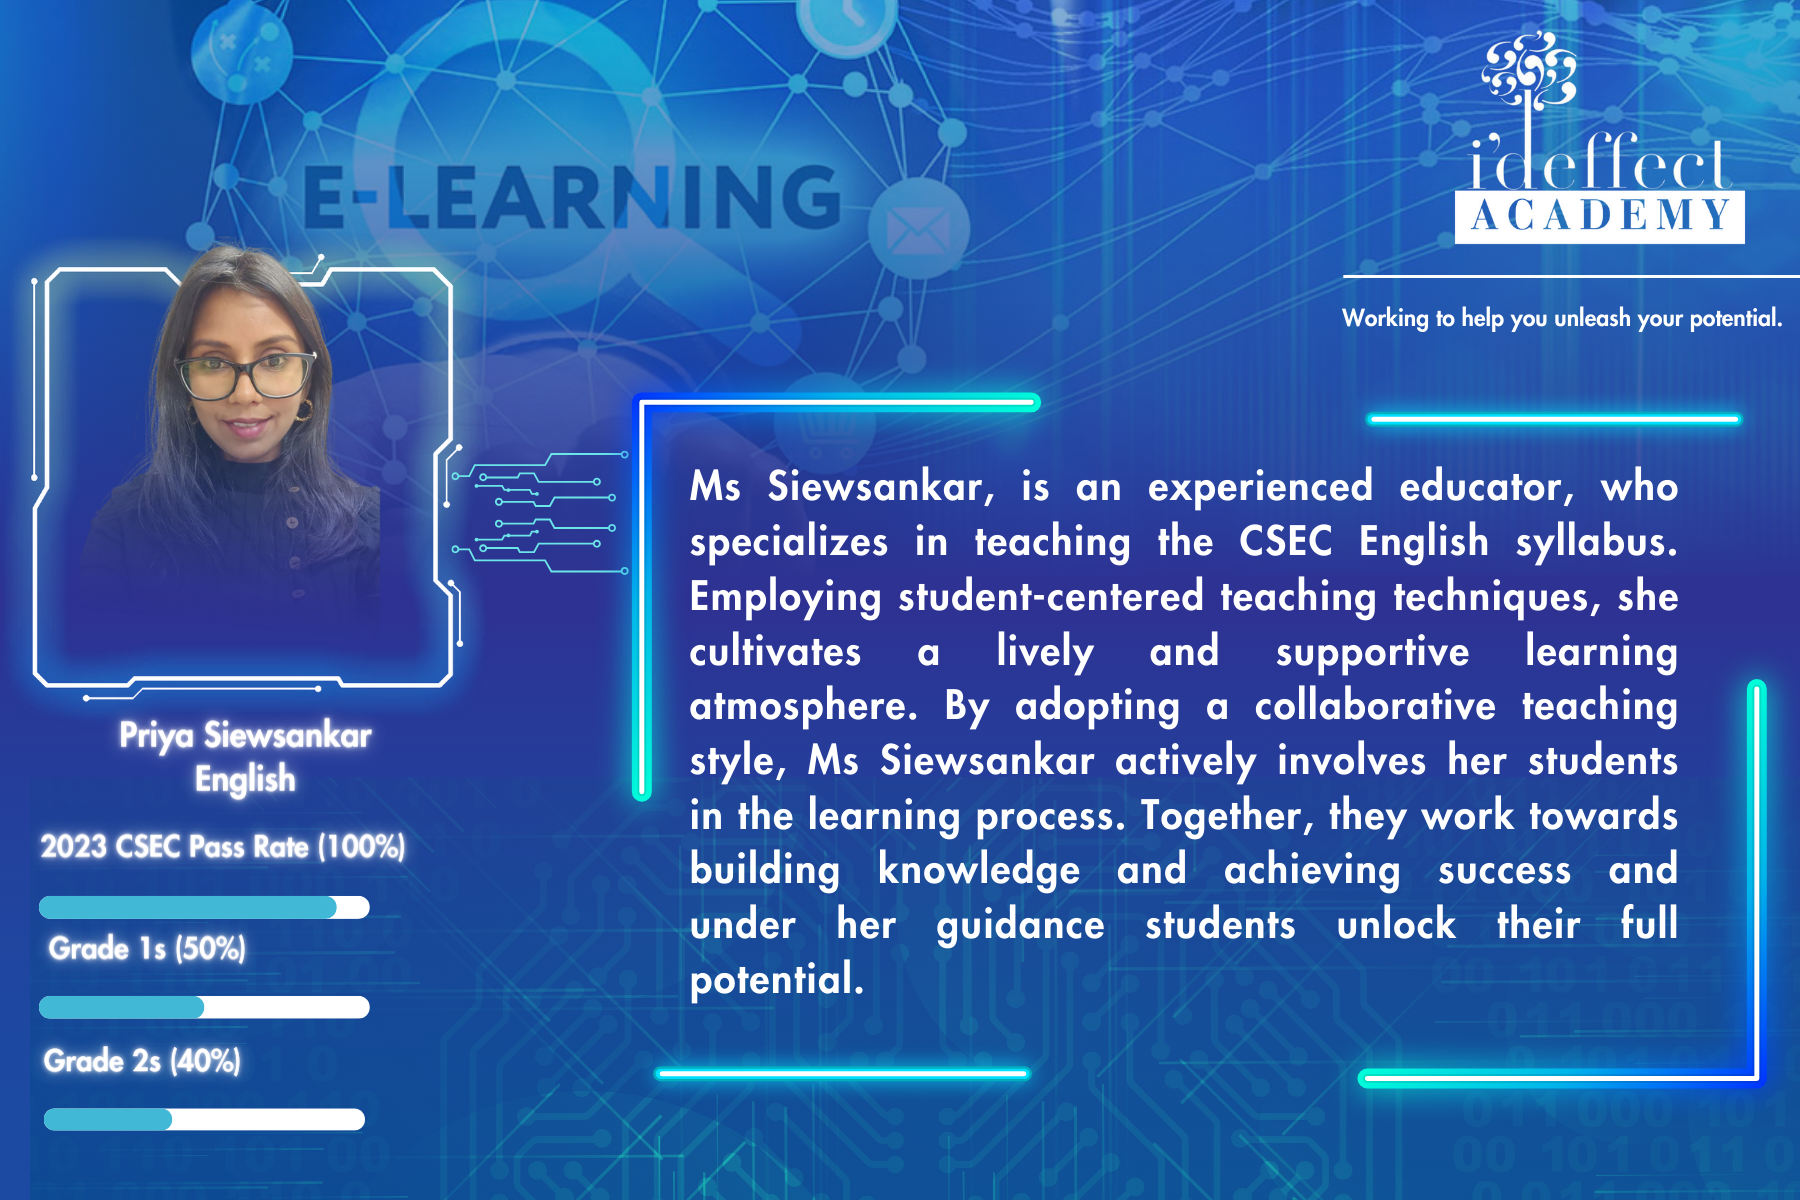 E-LEARNING
i'deffect
ACADEMY
Working to help you unleash your potential.
Ms Siewsankar, is an experienced educator, who
specializes in teaching the CSEC English syllabus.
Employing student-centered teaching techniques, she
cultivates a lively and supportive learning
atmosphere. By adopting a collaborative teaching
style, Ms Siewsankar actively involves her students
in the learning process. Together, they work towards
building knowledge and achieving success and
under her guidance students unlock their full
potential.
Priya Siewsankar
English
2023 CSEC Pass Rate (100%)
Grade 1s (50%)
Grade 2s (40%)